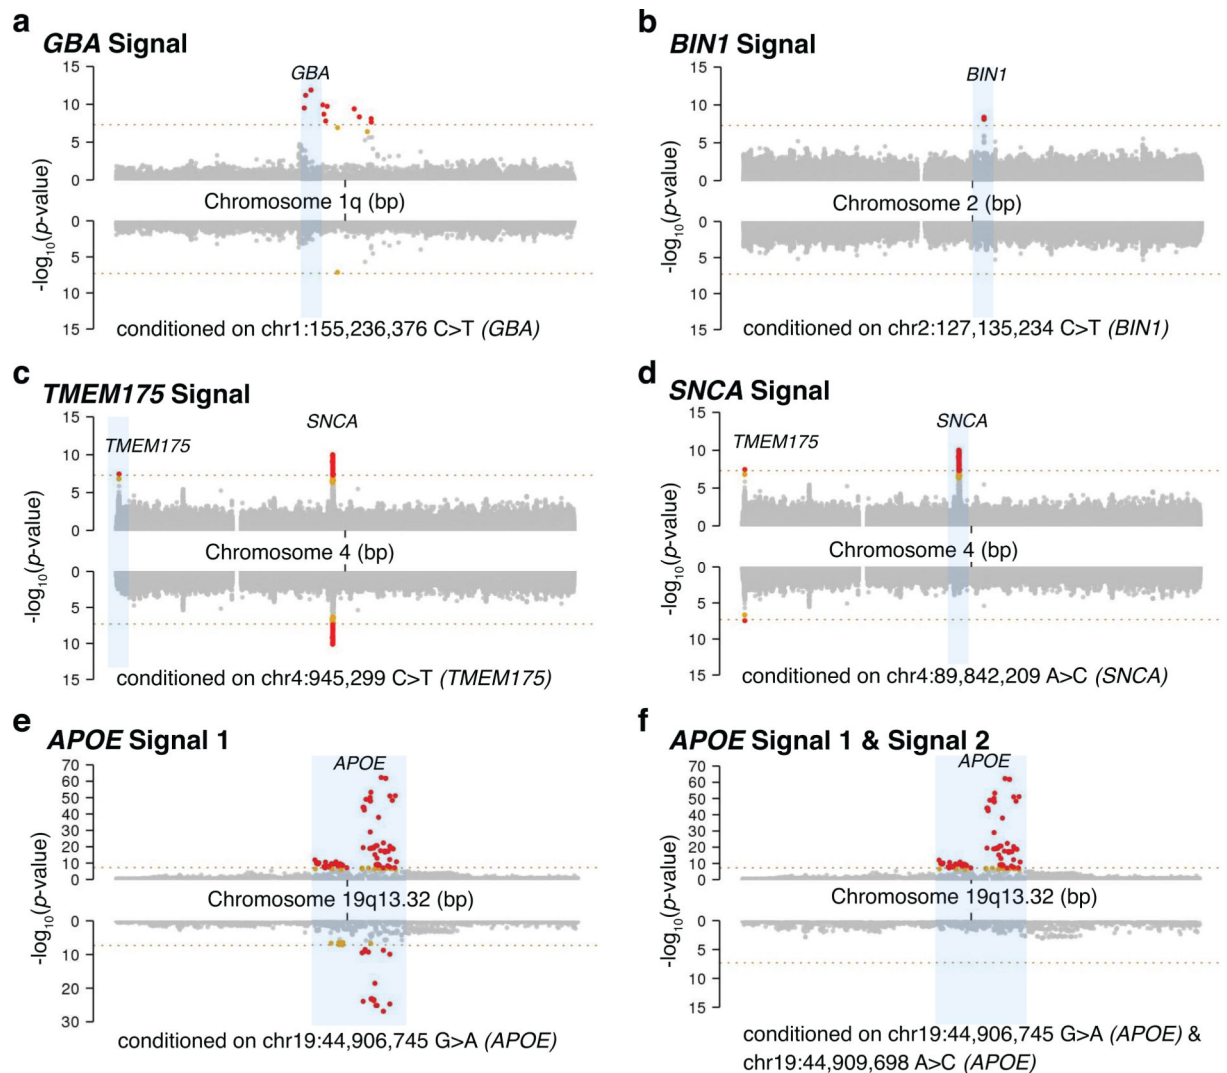 a
GBA Signal
GBA
15
10
5
0
Chromosome 1q (bp)
0
5
10
15
-log10(p-value)
conditioned on chr1:155,236,376 C>T (GBA)
b
BIN1 Signal
BIN1
15
10
5
0
Chromosome 2 (bp)
0
5
10
15
-log10(p-value)
conditioned on chr2:127,135,234 C>T (BIN1)
c
TMEM175 Signal
SNCA
TMEM175
15
10
5
0
Chromosome 4 (bp)
0
5
10
15
-log10(p-value)
conditioned on chr4:945,299 C>T (TMEM175)
d
SNCA Signal
SNCA
TMEM175
15
10
5
0
Chromosome 4 (bp)
0
5
10
15
-log10(p-value)
conditioned on chr4:89,842,209 A>C (SNCA)
e
APOE Signal 1
APOE
70
60
50
40
30
20
10
0
Chromosome 19q13.32 (bp)
0
10
20
30
-log10(p-value)
conditioned on chr19:44,906,745 G>A (APOE)
f
APOE Signal 1 & Signal 2
APOE
70
60
50
40
30
20
10
0
Chromosome 19q13.32 (bp)
0
5
10
15
-log10(p-value)
conditioned on chr19:44,906,745 G>A (APOE) &
chr19:44,909,698 A>C (APOE)